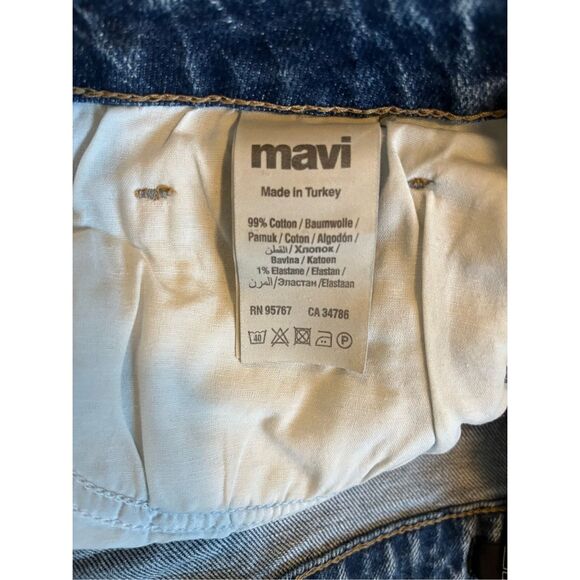 mavi
Made in Turkey
99% Cotton / Baumwolle /
Pamuk / Coton / Algodón /
القطن / Хлопок /
Bavlna / Katoen
1% Elastane / Elastan /
المرن/Эластан /Elastaan
RN 95767 CA 34786
40 P